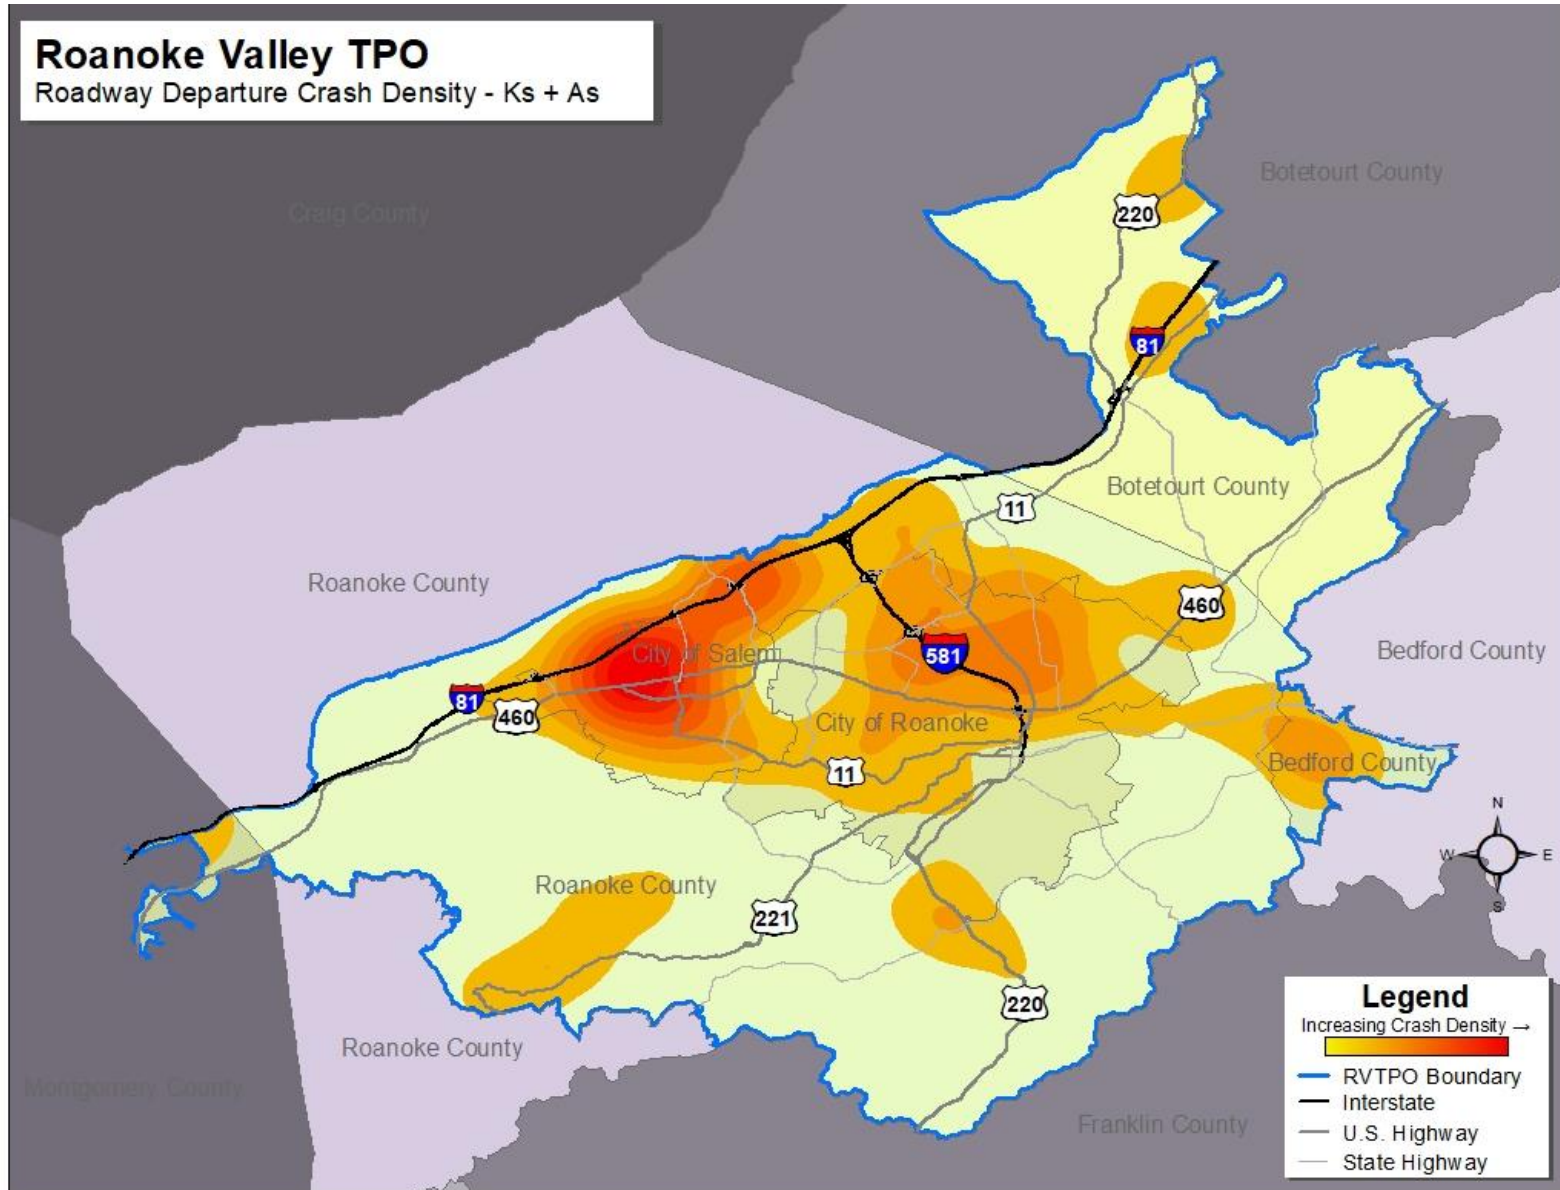 Roanoke Valley TPO
Roadway Departure Crash Density - Ks + As
Botetourt County
Craig County
220
81
Botetourt County
11
Roanoke County
460
City of Salem
581
Bedford County
81
460
City of Roanoke
11
Bedford County
N
W
E
S
Roanoke County
221
220
Roanoke County
Montgomery County
Franklin County
Legend
Increasing Crash Density →
RVTPO Boundary
Interstate
U.S. Highway
State Highway